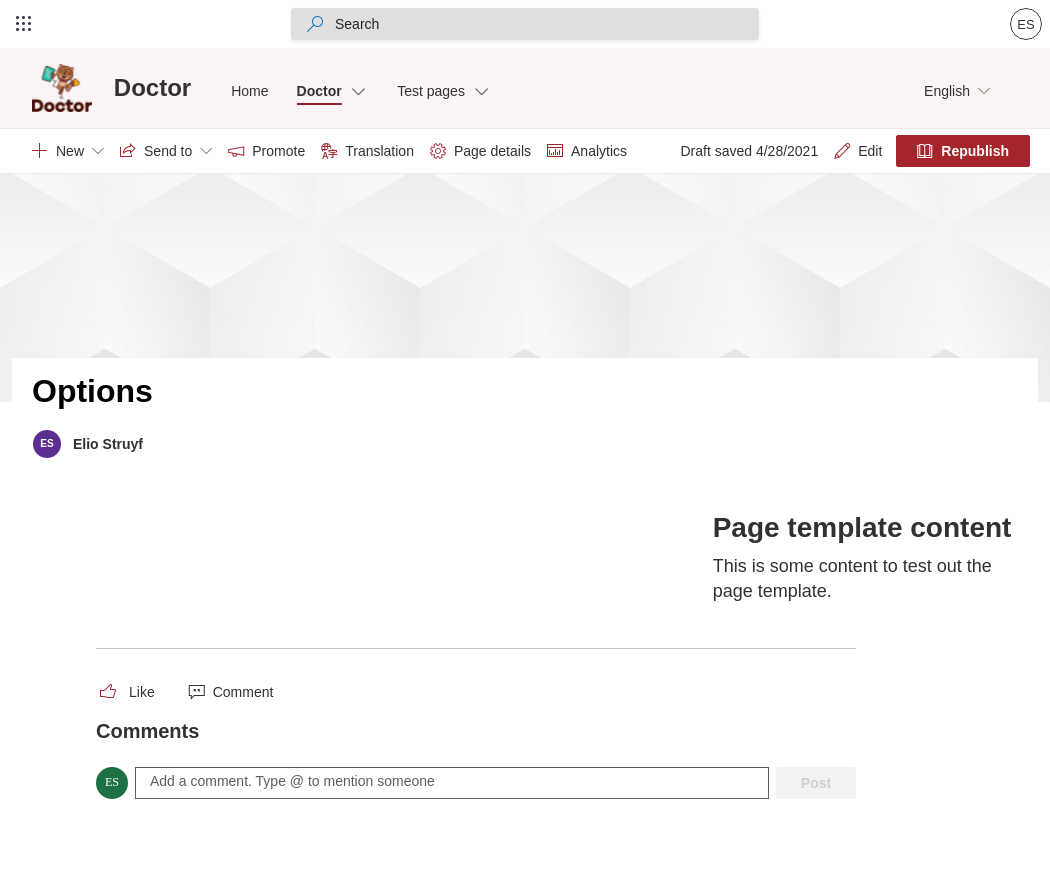 Search
ES
Doctor
Doctor
Home
Doctor
Test pages
English
New
Send to
Promote
Translation
Page details
Analytics
Draft saved 4/28/2021
Edit
Republish
Options
ES
Elio Struyf
Page template content
This is some content to test out the
page template.
Like
Comment
Comments
ES
Add a comment. Type @ to mention someone
Post